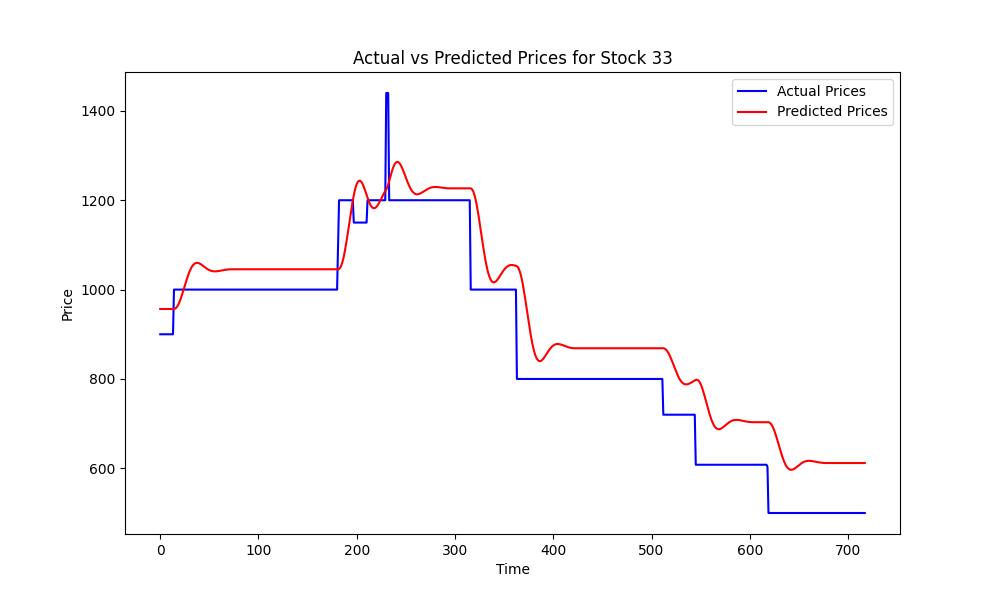 Actual vs Predicted Prices for Stock 33
Actual Prices
Predicted Prices
1400
1200
1000
800
600
Price
0 100 200 300 400 500 600 700
Time